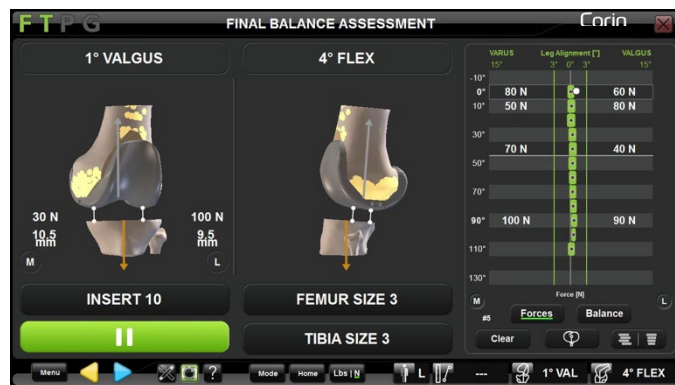 F T P G
FINAL BALANCE ASSESSMENT
Corin
1° VALGUS
4° FLEX
VARUS Leg Alignment [°] VALGUS
15° 3° 0° 3° 15°
-10°
0° 80 N 60 N
10° 50 N 80 N
30°
70 N 40 N
50°
70°
90° 100 N 90 N
110°
130°
30 N 100 N
10.5 mm 9.5 mm
M L
INSERT 10
FEMUR SIZE 3
TIBIA SIZE 3
Force [N]
M L
#5 Forces Balance
Clear
Menu ? Mode Home Lbs | N L --- 1° VAL 4° FLEX